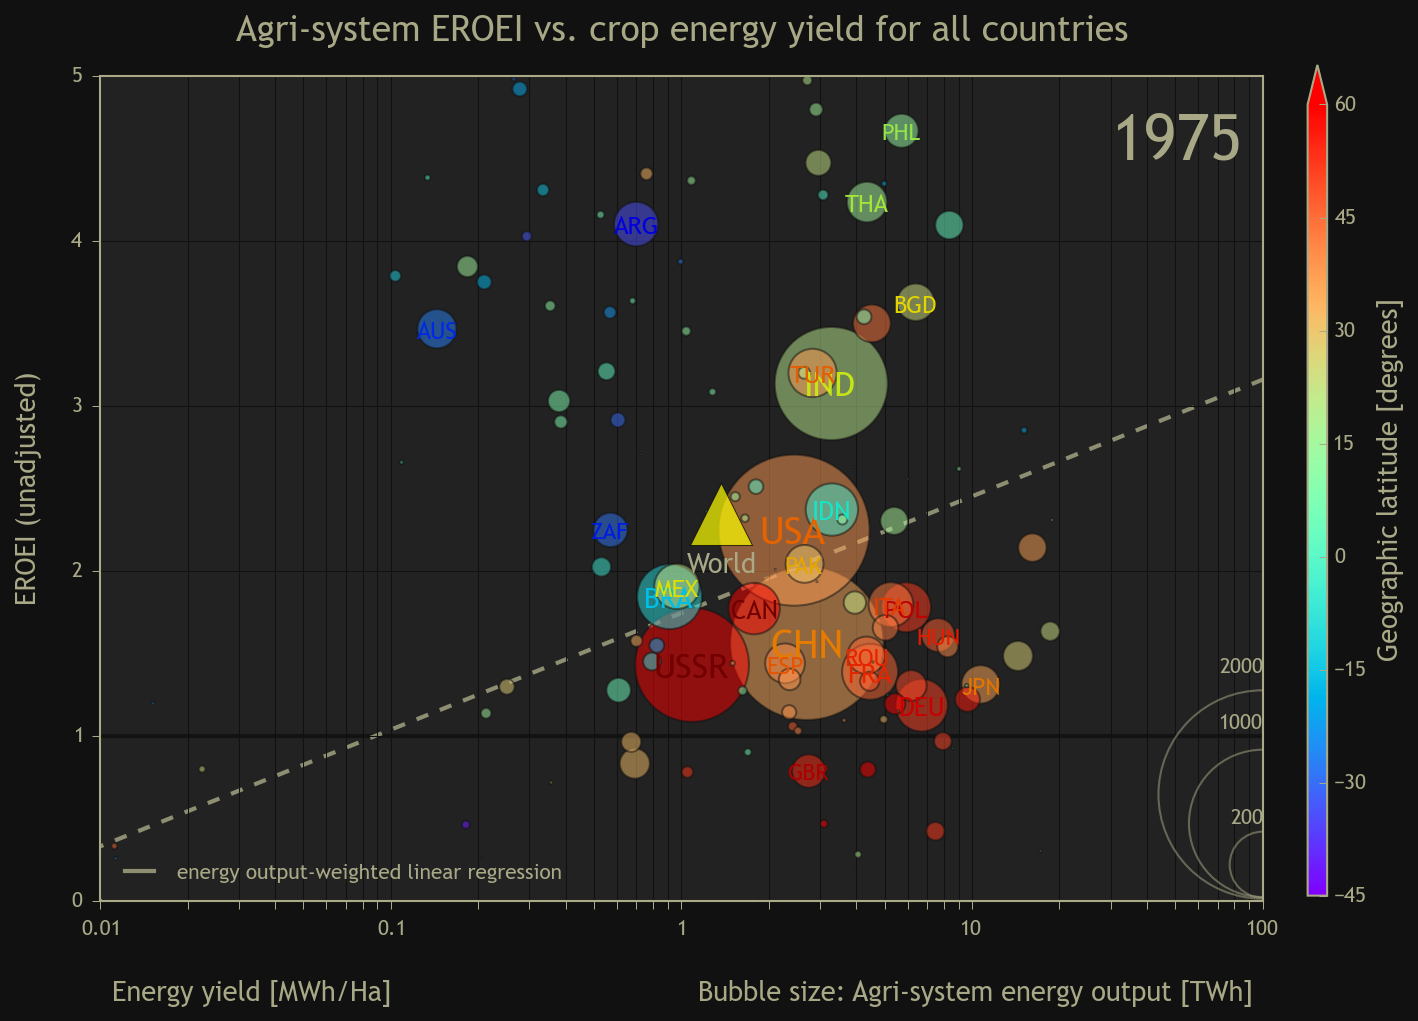 Agri-system EROEI vs. crop energy yield for all countries
5
4
3
2
1
0
EROEI (unadjusted)
1975
PHL
THA
ARG
BGD
AUS
TUR
IND
IDN
USA
ZAF
World
PAK
MEX
BRA
CAN
ITA
POL
HUN
CHN
USSR
ESP
ROU
FRA
JPN
DEU
GBR
2000
1000
200
energy output-weighted linear regression
0.01
0.1
1
10
100
Energy yield [MWh/Ha]
Bubble size: Agri-system energy output [TWh]
60
45
30
15
0
−15
−30
−45
Geographic latitude [degrees]